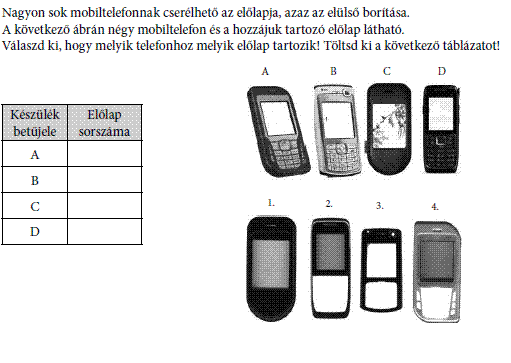 Nagyon sok mobiltelefonnak cserélhető az előlapja, azaz az elülső borítása.
A következő ábrán négy mobiltelefon és a hozzájuk tartozó előlap látható.
Válaszd ki, hogy melyik telefonhoz melyik előlap tartozik! Töltsd ki a következő táblázatot!
A B C D
Készülék betűjele Előlap sorszáma
A
B
C
D
1. 2. 3. 4.